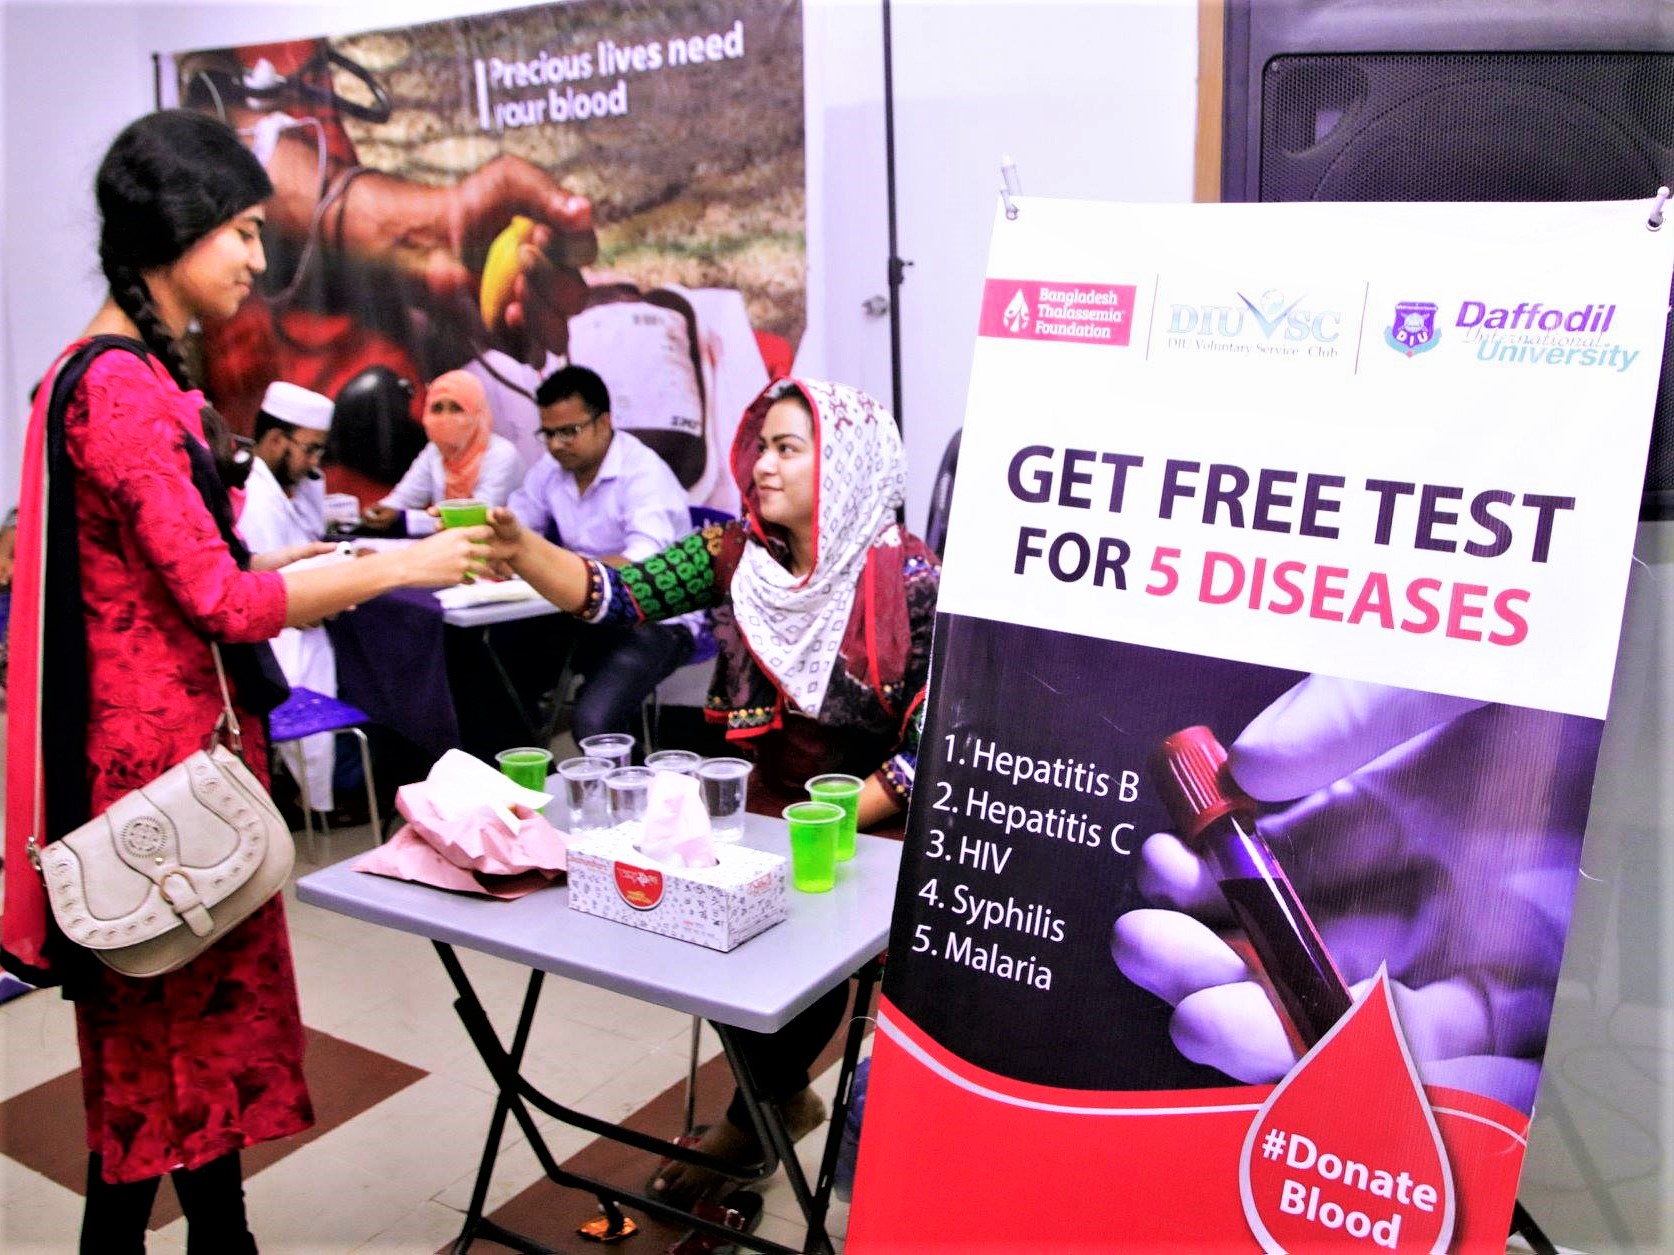 Precious lives need
your blood
Bangladesh
Thalassemia
Foundation
DIU VSC
DIU Voluntary Service Club
DIU
Daffodil
International
University
GET FREE TEST
FOR 5 DISEASES
1. Hepatitis B
2. Hepatitis C
3. HIV
4. Syphilis
5. Malaria
#Donate
Blood